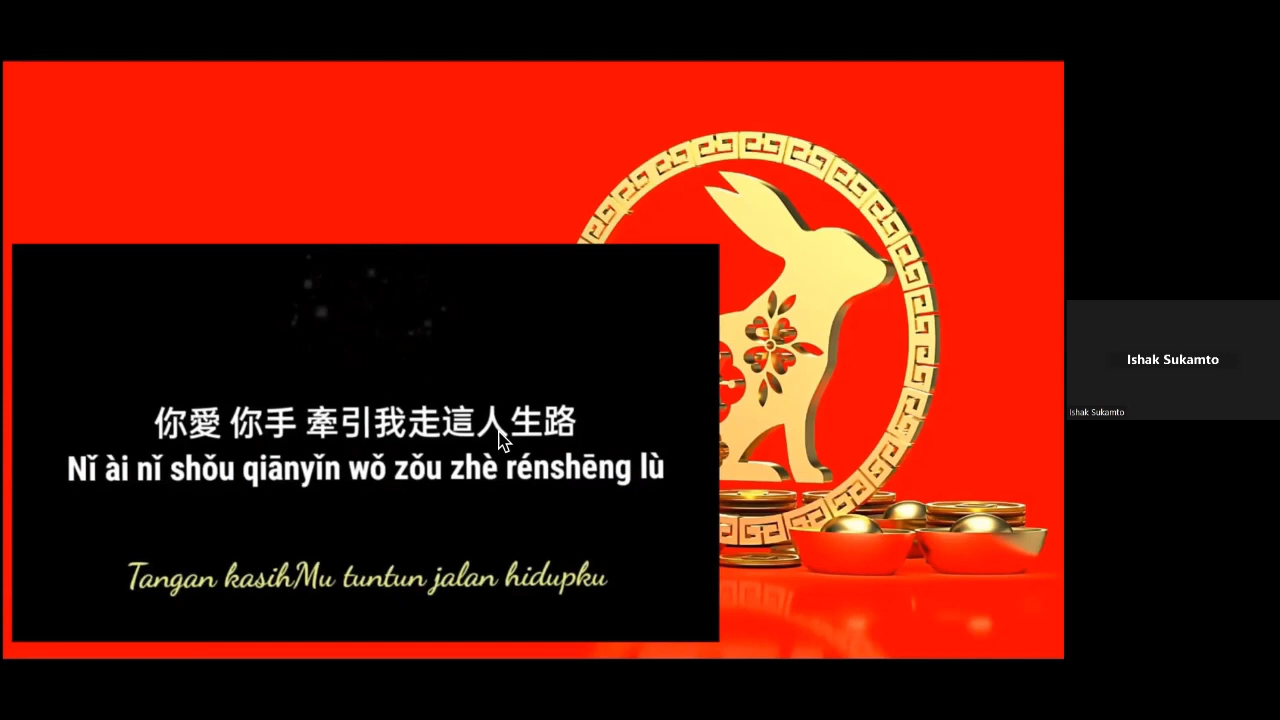 你愛 你手 牽引我走這人生路
Nǐ ài nǐ shǒu qiānyǐn wǒ zǒu zhè rénshēng lù
Tangan kasihMu tuntun jalan hidupku
Ishak Sukamto
Ishak Sukamto